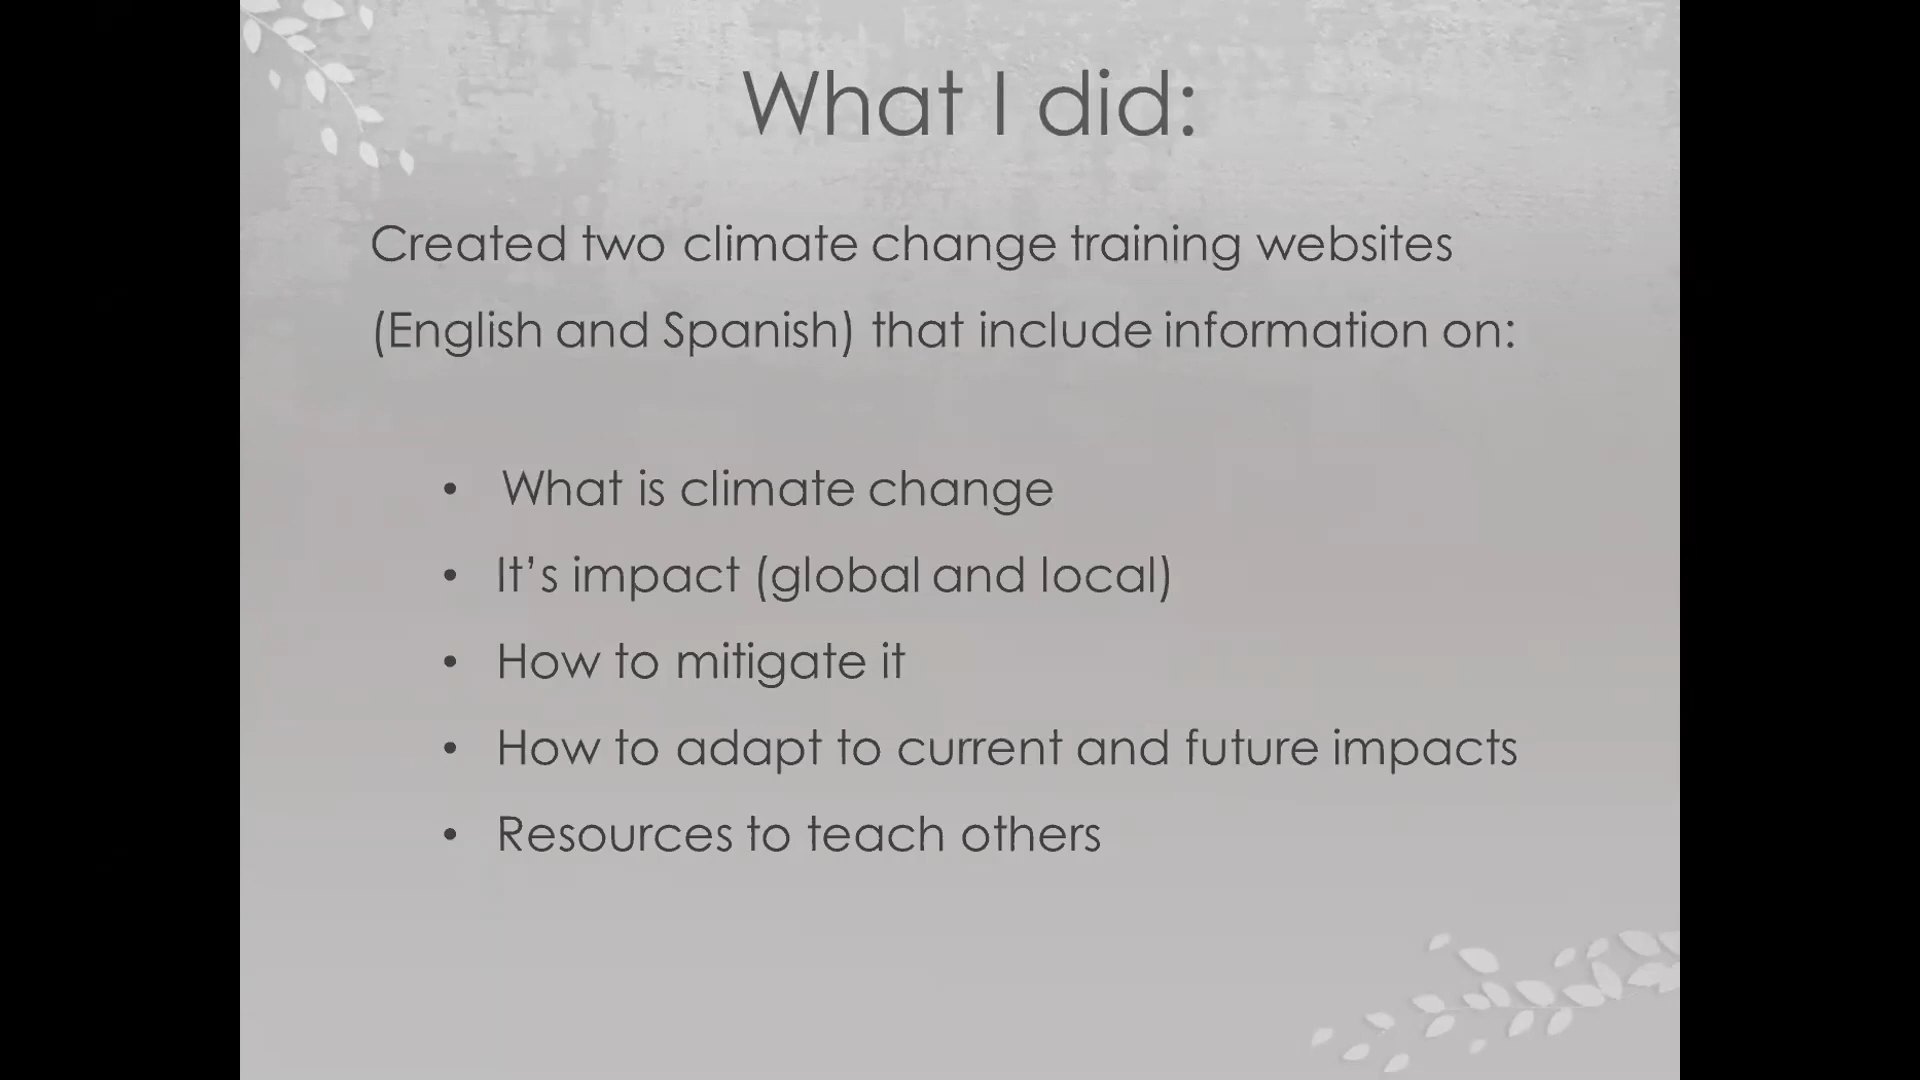 What I did:
Created two climate change training websites
(English and Spanish) that include information on:
• What is climate change
• It’s impact (global and local)
• How to mitigate it
• How to adapt to current and future impacts
• Resources to teach others